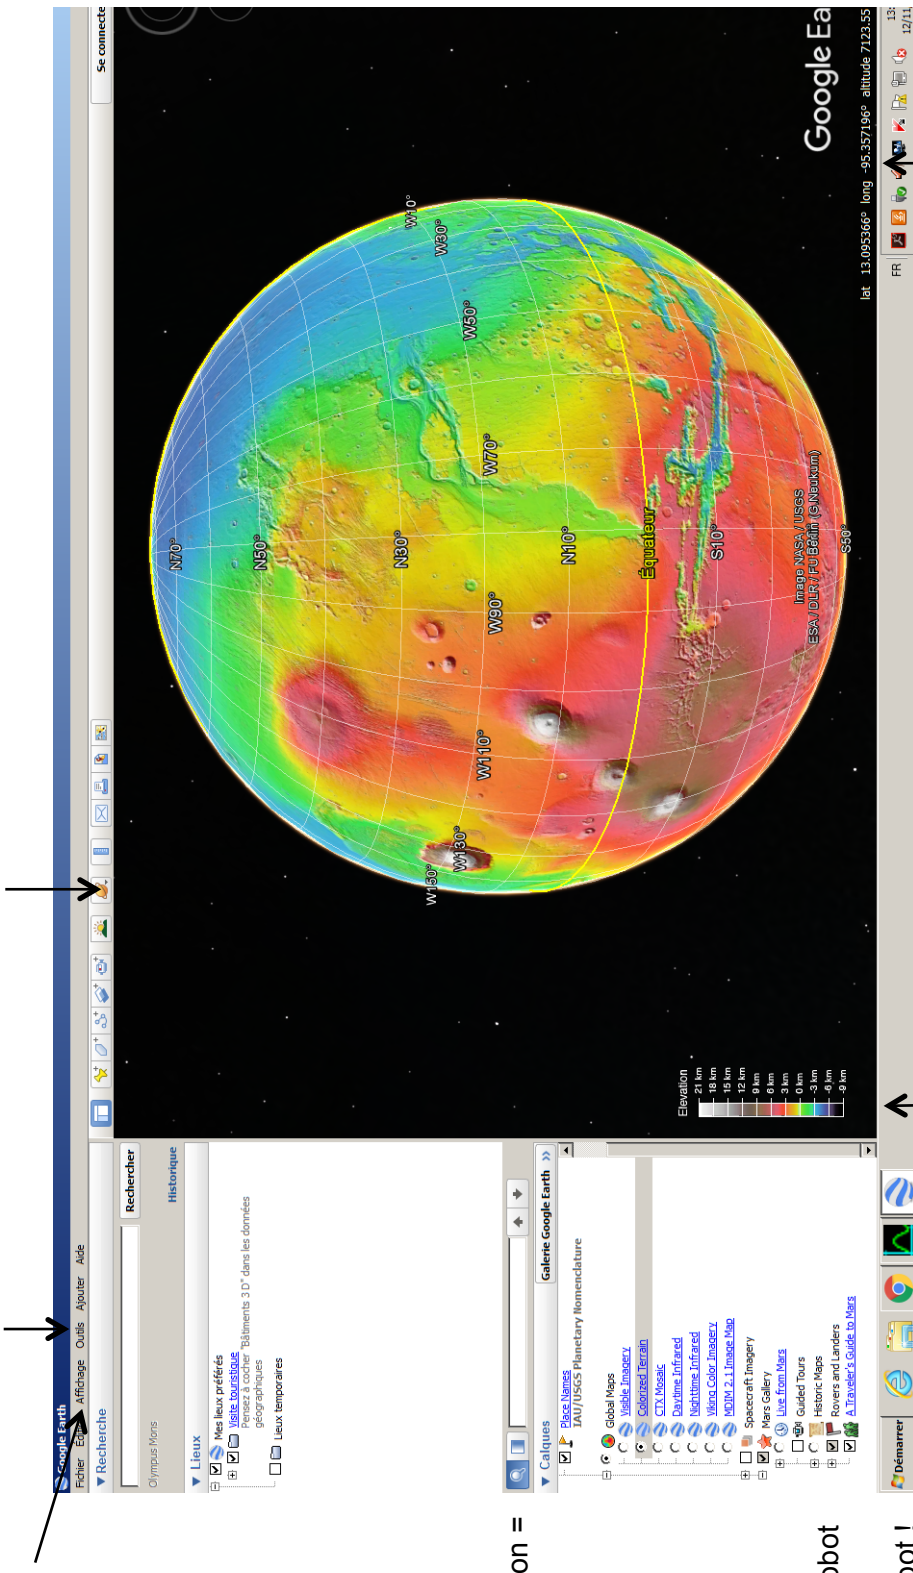 Google Earth
Fichier Edition Affichage Outils Ajouter Aide
Se connecte
▼ Recherche
Rechercher
Olympus Mons
Historique
▼ Lieux
Mes lieux préférés
Visite touristique
Pensez à cocher "Bâtiments 3D" dans les données
géographiques
Lieux temporaires
▼ Calques
Galerie Google Earth >>
Place Names
IAU/USGS Planetary Nomenclature
Global Maps
Visible Imagery
Colorized Terrain
CTX Mosaic
Daytime Infrared
Nighttime Infrared
Viking Color Imagery
MDIM 2.1 Image Map
Spacecraft Imagery
Mars Gallery
Live from Mars
Guided Tours
Historic Maps
Rovers and Landers
A Traveler's Guide to Mars
Elevation
21 km
18 km
15 km
12 km
9 km
6 km
3 km
0 km
-3 km
-6 km
-9 km
N70°
N50°
N30°
N10°
Équateur
S10°
S50°
W150°
W130°
W110°
W90°
W70°
W50°
W30°
W10°
Image NASA / USGS
ESA / DLR / FU Berlin (G.Neukum)
Google Ea
lat 13.095366° long -95.357196° altitude 7123.55
Démarrer
FR
13:
12/11
on =
obot
bot !